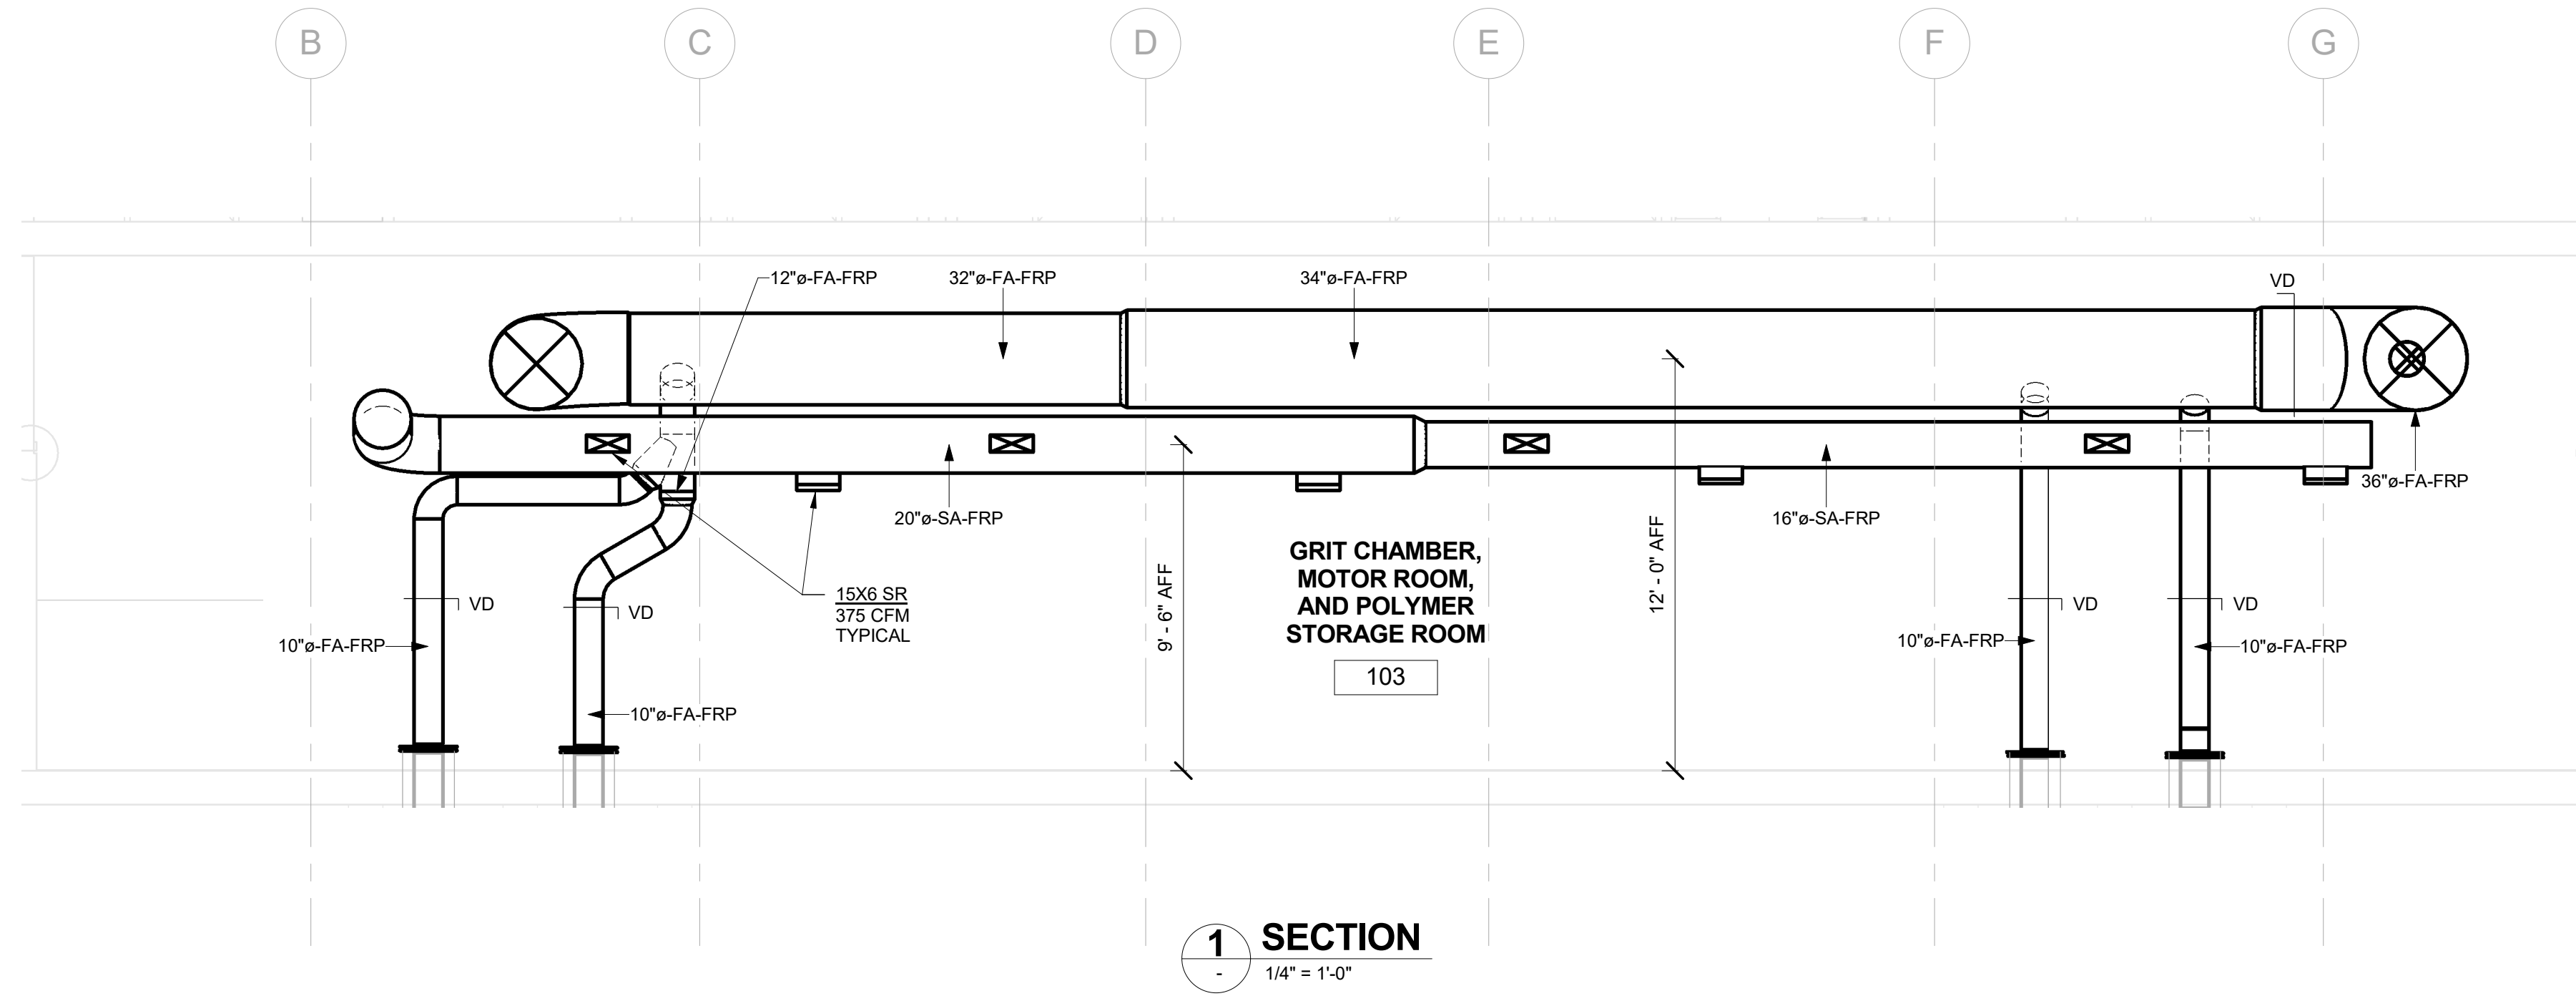 B
C
D
E
F
G
12"ø-FA-FRP
32"ø-FA-FRP
34"ø-FA-FRP
VD
36"ø-FA-FRP
20"ø-SA-FRP
16"ø-SA-FRP
GRIT CHAMBER,
MOTOR ROOM,
AND POLYMER
STORAGE ROOM
103
9' - 6" AFF
12' - 0" AFF
15X6 SR
375 CFM
TYPICAL
VD
VD
VD
VD
10"ø-FA-FRP
10"ø-FA-FRP
10"ø-FA-FRP
10"ø-FA-FRP
1
-
SECTION
1/4" = 1'-0"